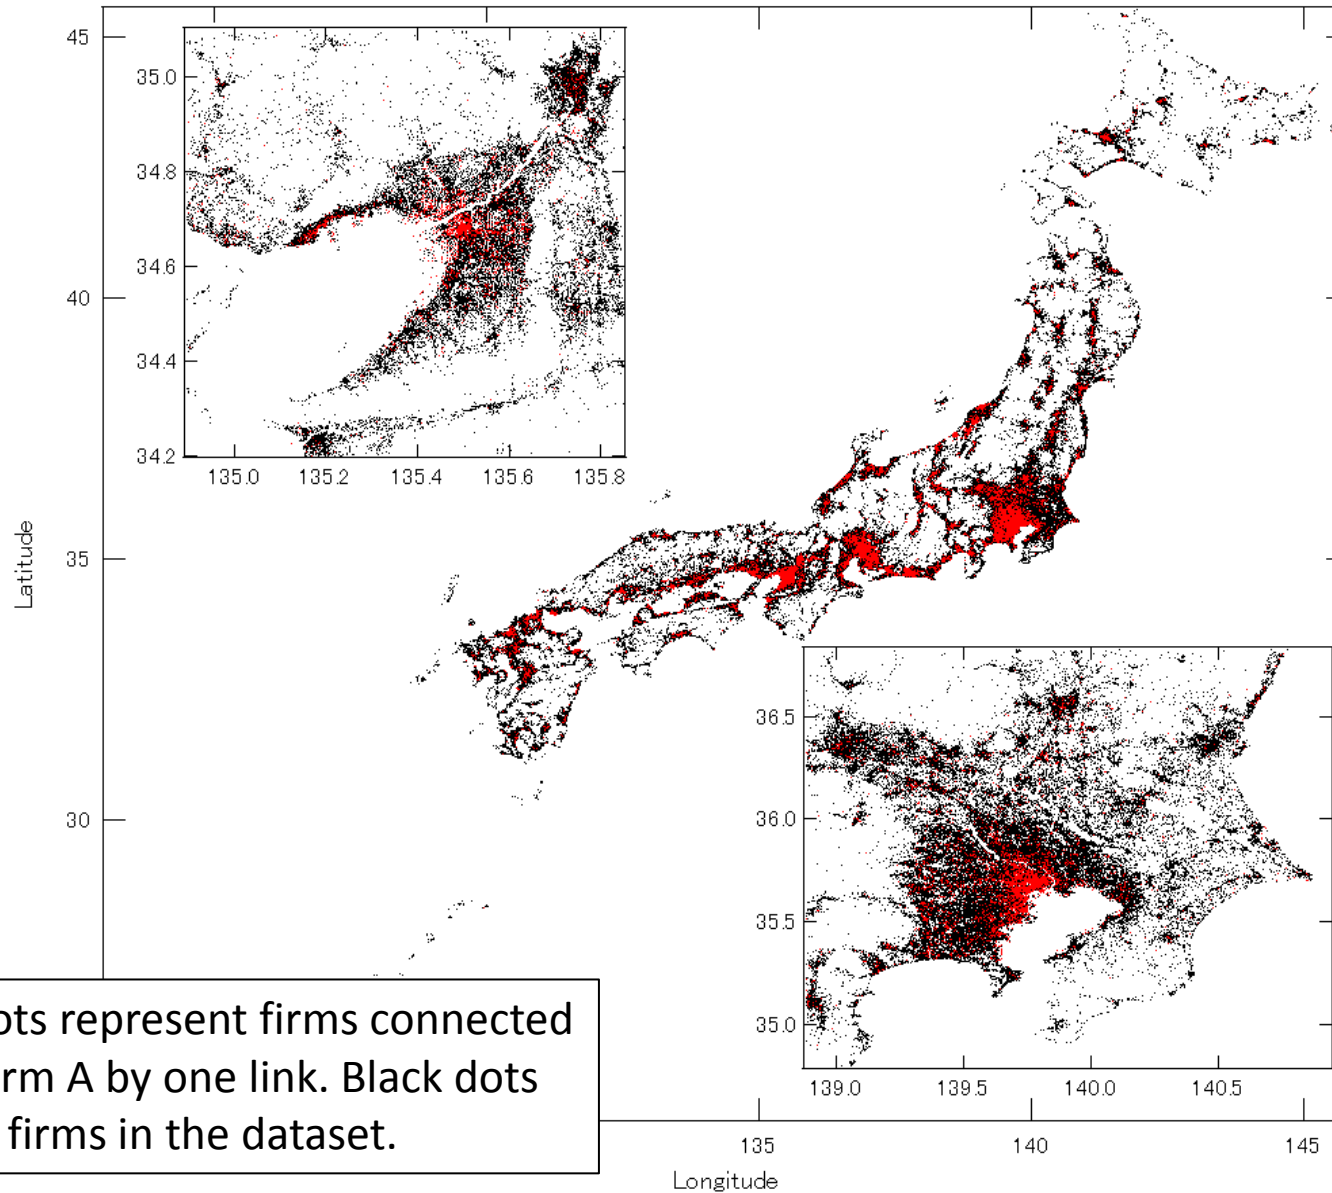 45
40
35
30
Latitude
35.0
34.8
34.6
34.4
34.2
135.0 135.2 135.4 135.6 135.8
36.5
36.0
35.5
35.0
139.0 139.5 140.0 140.5
ots represent firms connected
rm A by one link. Black dots
firms in the dataset.
135 140 145
Longitude